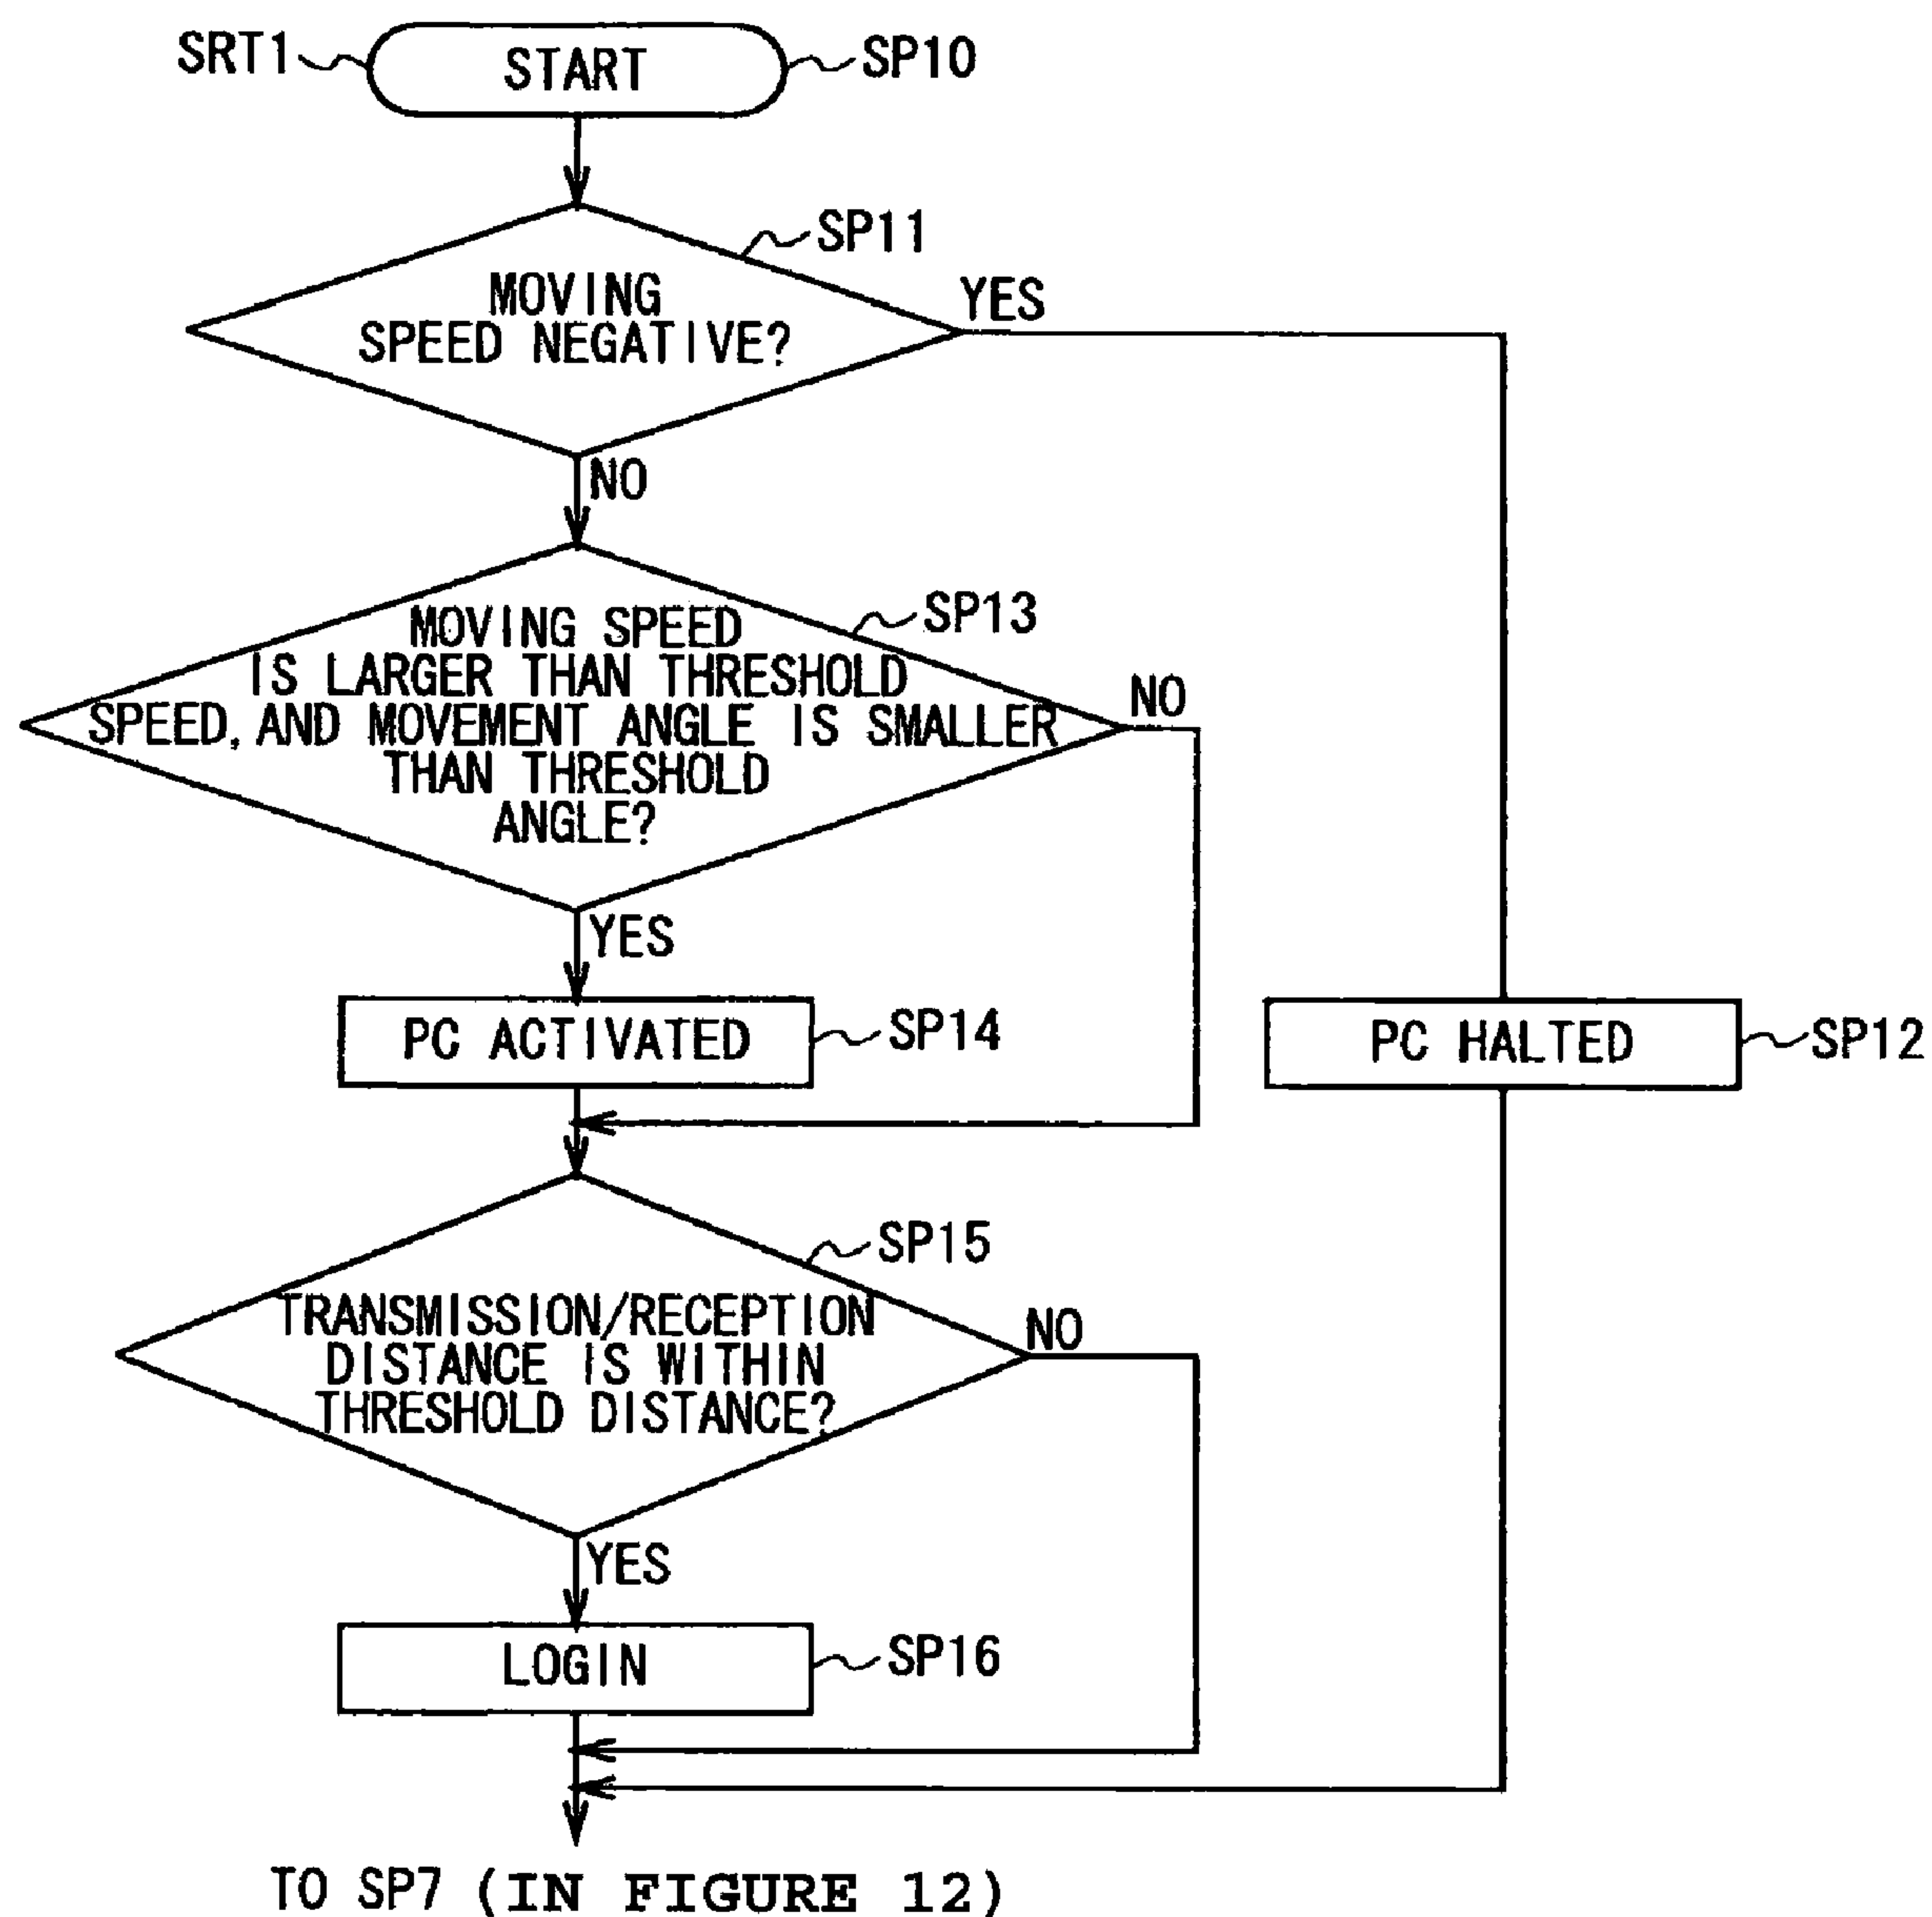 SRT1
START
SP10
SP11
MOVING
SPEED NEGATIVE?
YES
NO
SP13
MOVING SPEED
IS LARGER THAN THRESHOLD
SPEED, AND MOVEMENT ANGLE IS SMALLER
THAN THRESHOLD
ANGLE?
NO
YES
PC ACTIVATED
SP14
PC HALTED
SP12
SP15
TRANSMISSION/RECEPTION
DISTANCE IS WITHIN
THRESHOLD DISTANCE?
NO
YES
LOGIN
SP16
TO SP7 (IN FIGURE 12)